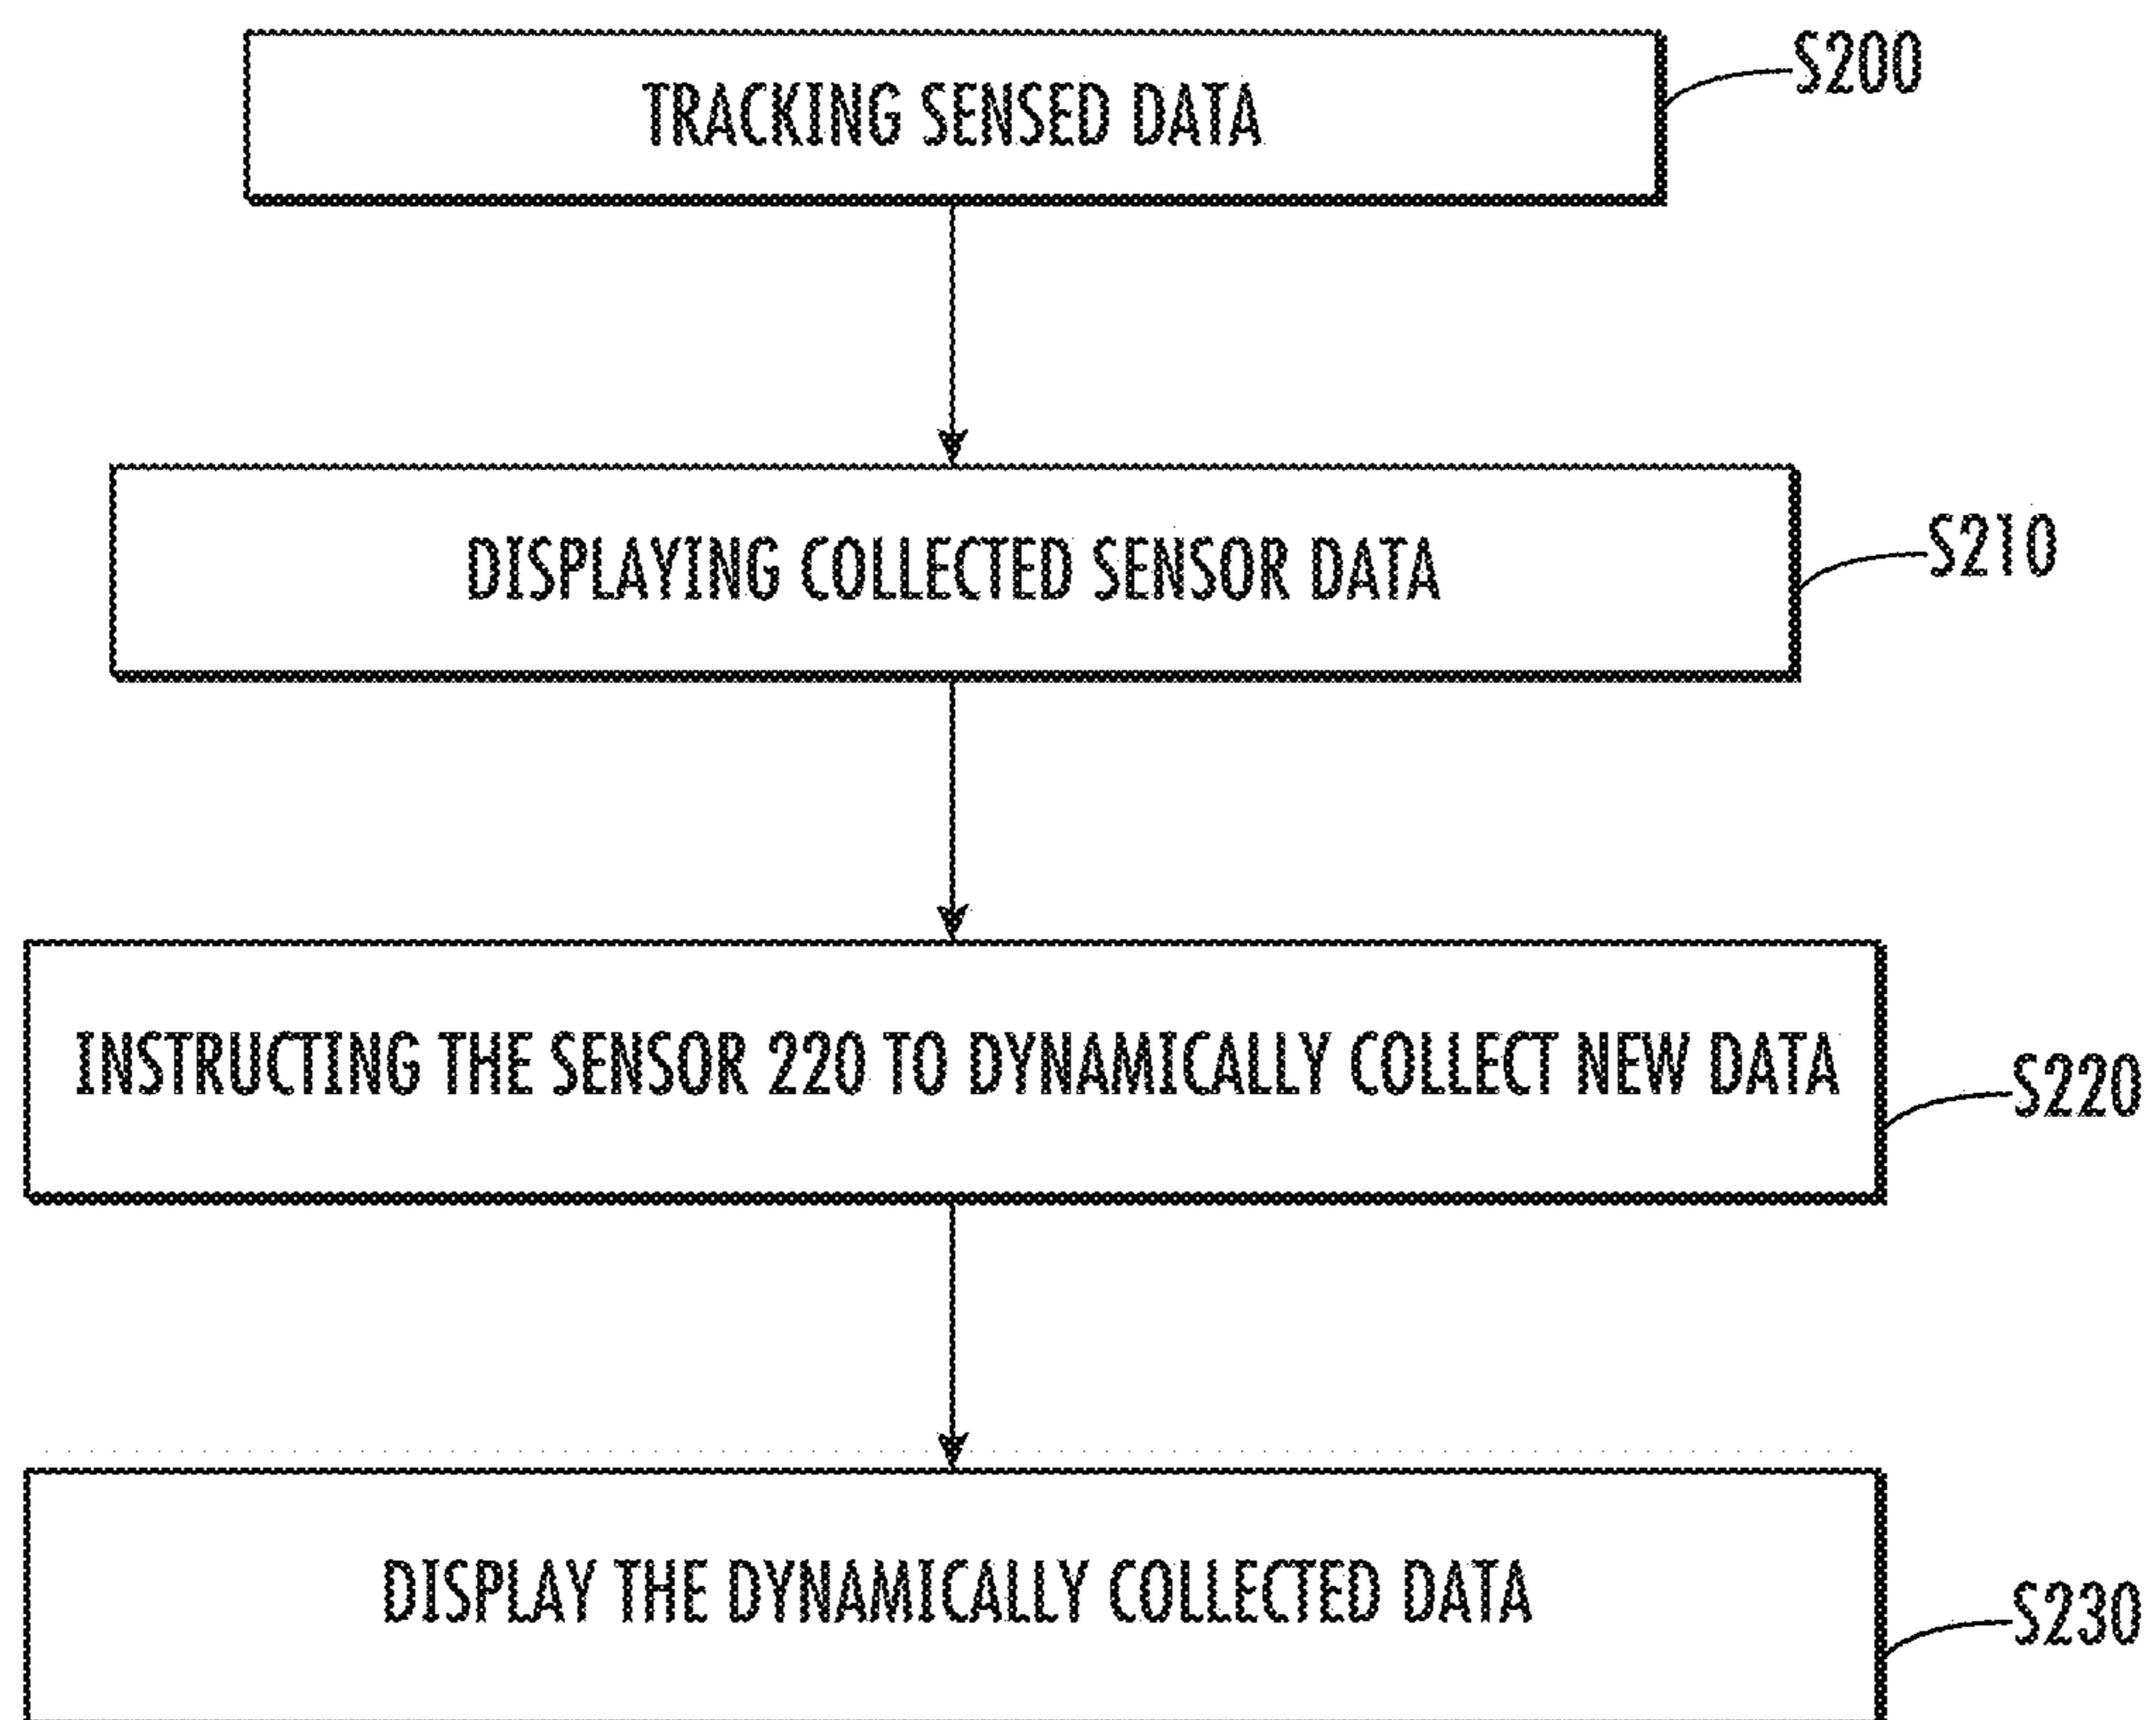 TRACKING SENSED DATA
S200
DISPLAYING COLLECTED SENSOR DATA
S210
INSTRUCTING THE SENSOR 220 TO DYNAMICALLY COLLECT NEW DATA
S220
DISPLAY THE DYNAMICALLY COLLECTED DATA
S230